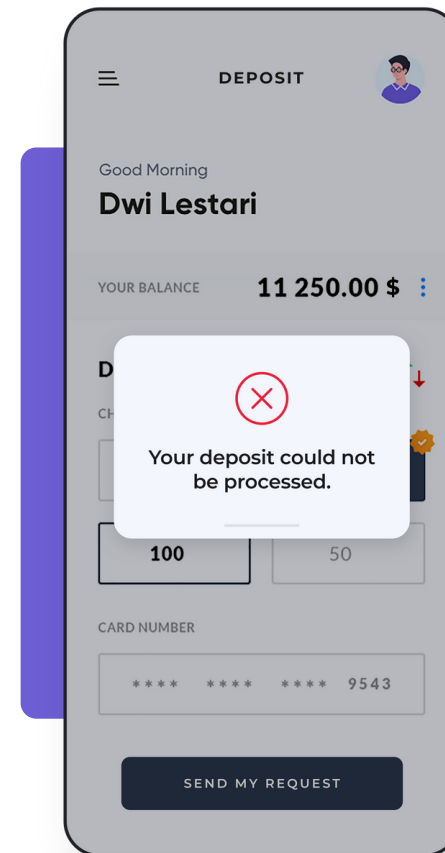 DEPOSIT
Good Morning
Dwi Lestari
YOUR BALANCE 11 250.00 $
D
CH
Your deposit could not
be processed.
100 50
CARD NUMBER
**** **** **** 9543
SEND MY REQUEST